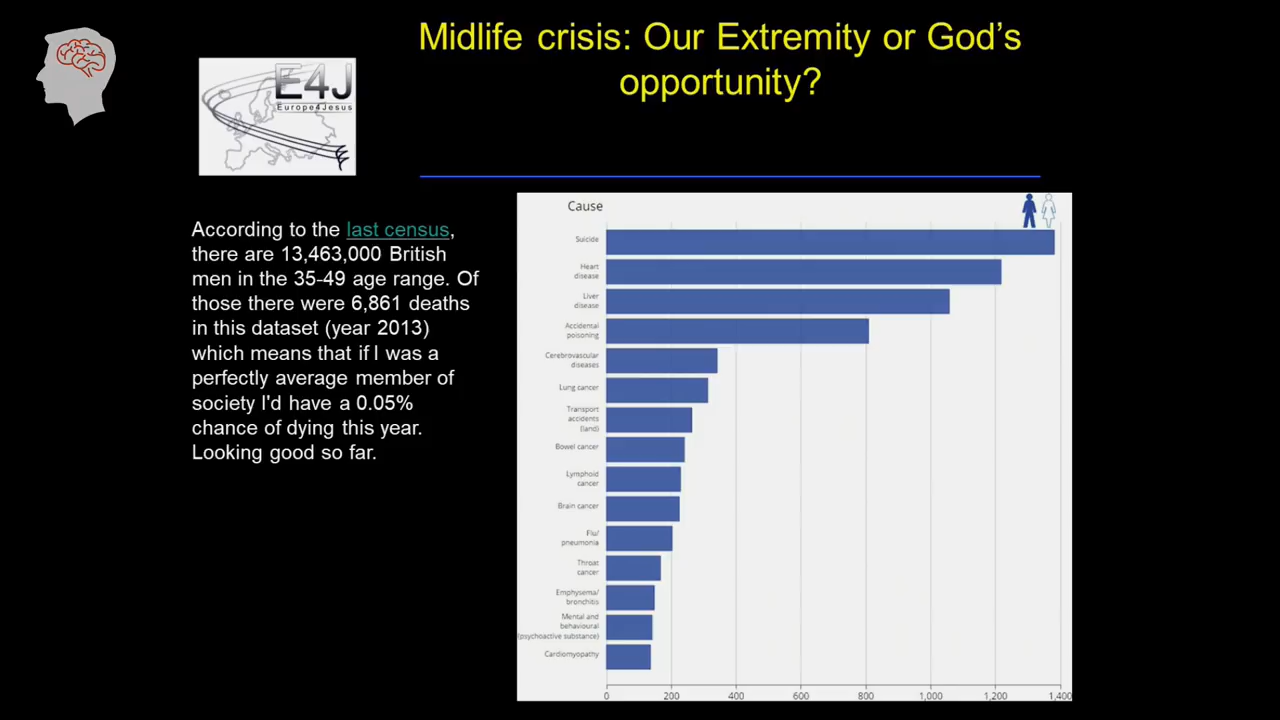 Midlife crisis: Our Extremity or God's
opportunity?
E4J
Europe4Jesus
According to the last census,
there are 13,463,000 British
men in the 35-49 age range. Of
those there were 6,861 deaths
in this dataset (year 2013)
which means that if I was a
perfectly average member of
society I'd have a 0.05%
chance of dying this year.
Looking good so far.
Cause
Suicide
Heart
disease
Liver
disease
Accidental
poisoning
Cerebrovascular
diseases
Lung cancer
Transport
accidents
(land)
Bowel cancer
Lymphoid
cancer
Brain cancer
Flu/
pneumonia
Throat
cancer
Emphysema/
bronchitis
Mental and
behavioural
(psychoactive substance)
Cardiomyopathy
0 200 400 600 800 1,000 1,200 1,400